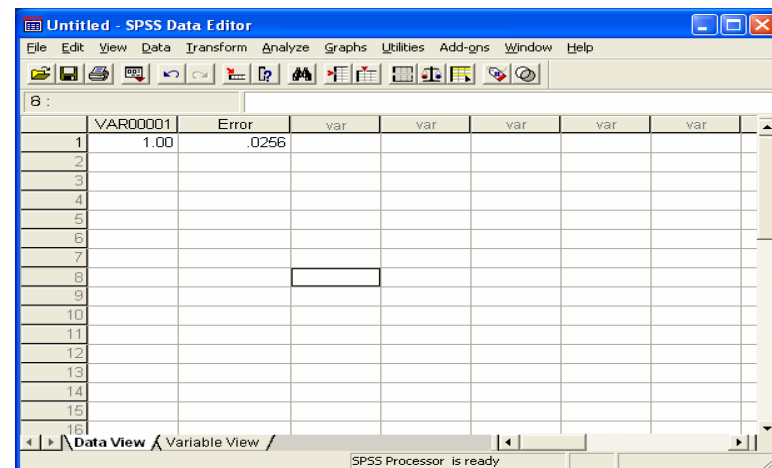 Untitled - SPSS Data Editor
File Edit View Data Transform Analyze Graphs Utilities Add-ons Window Help
8 :
VAR00001 Error var var var var var
1 1.00 .0256
2
3
4
5
6
7
8
9
10
11
12
13
14
15
16
Data View Variable View
SPSS Processor is ready